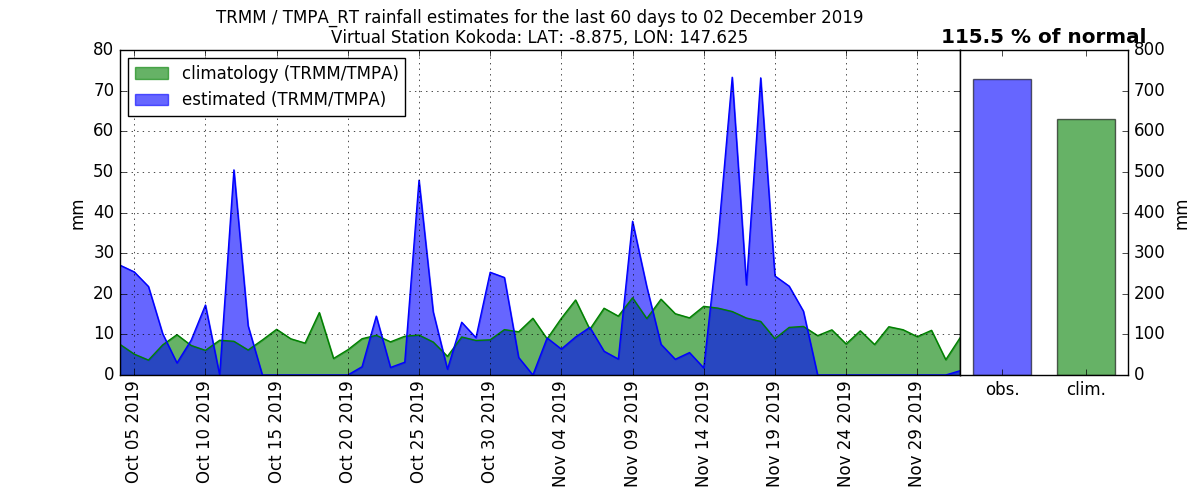 TRMM / TMPA_RT rainfall estimates for the last 60 days to 02 December 2019
Virtual Station Kokoda: LAT: -8.875, LON: 147.625
115.5 % of normal
climatology (TRMM/TMPA)
estimated (TRMM/TMPA)
mm
80
70
60
50
40
30
20
10
0
Oct 05 2019
Oct 10 2019
Oct 15 2019
Oct 20 2019
Oct 25 2019
Oct 30 2019
Nov 04 2019
Nov 09 2019
Nov 14 2019
Nov 19 2019
Nov 24 2019
Nov 29 2019
obs.
clim.
800
700
600
500
400
300
200
100
0
mm